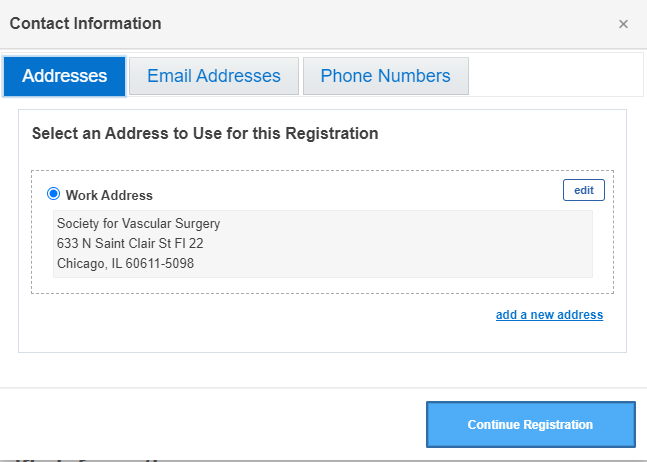 Contact Information
×
Addresses
Email Addresses
Phone Numbers
Select an Address to Use for this Registration
Work Address
edit
Society for Vascular Surgery
633 N Saint Clair St Fl 22
Chicago, IL 60611-5098
add a new address
Continue Registration